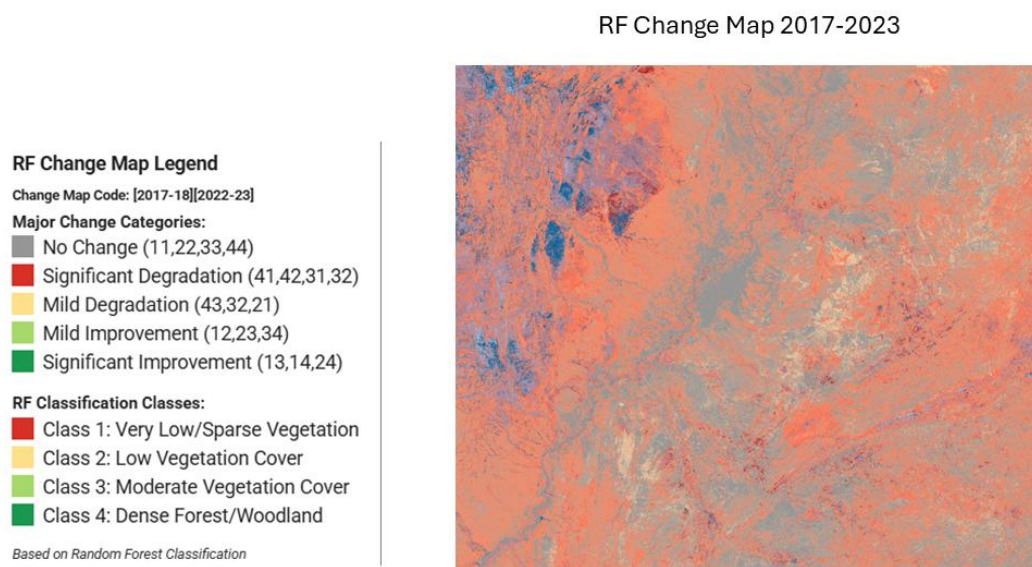 RF Change Map 2017-2023
RF Change Map Legend
Change Map Code: [2017-18][2022-23]
Major Change Categories:
No Change (11,22,33,44)
Significant Degradation (41,42,31,32)
Mild Degradation (43,32,21)
Mild Improvement (12,23,34)
Significant Improvement (13,14,24)
RF Classification Classes:
Class 1: Very Low/Sparse Vegetation
Class 2: Low Vegetation Cover
Class 3: Moderate Vegetation Cover
Class 4: Dense Forest/Woodland
Based on Random Forest Classification